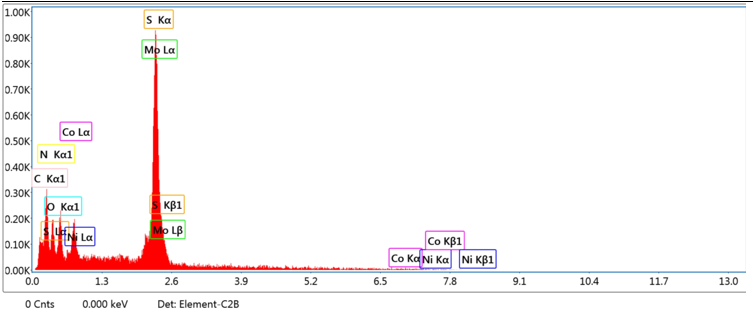 1.00K
S Kα
0.90K
Mo Lα
0.80K
0.70K
0.60K
Co Lα
0.50K
N Kα1
0.40K
C Kα1
0.30K
O Kα1
S Kβ1
0.20K
S Lα
Ni Lα
Mo Lβ
Co Kβ1
0.10K
Co Kα
Ni Kα
Ni Kβ1
0.00K
0.0 1.3 2.6 3.9 5.2 6.5 7.8 9.1 10.4 11.7 13.0
0 Cnts 0.000 keV Det: Element-C2B